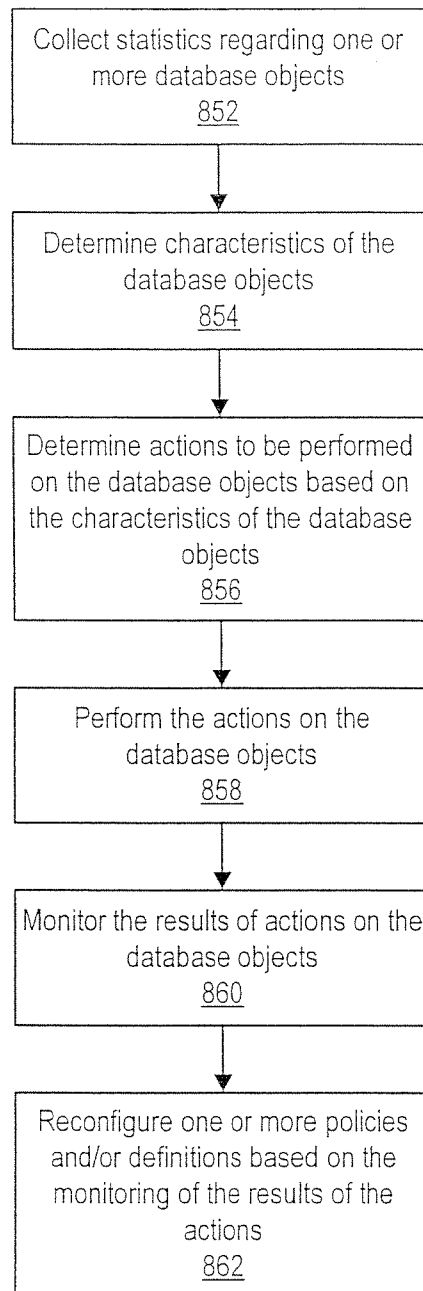 Collect statistics regarding one or
more database objects
852
Determine characteristics of the
database objects
854
Determine actions to be performed
on the database objects based on
the characteristics of the database
objects
856
Perform the actions on the
database objects
858
Monitor the results of actions on the
database objects
860
Reconfigure one or more policies
and/or definitions based on the
monitoring of the results of the
actions
862